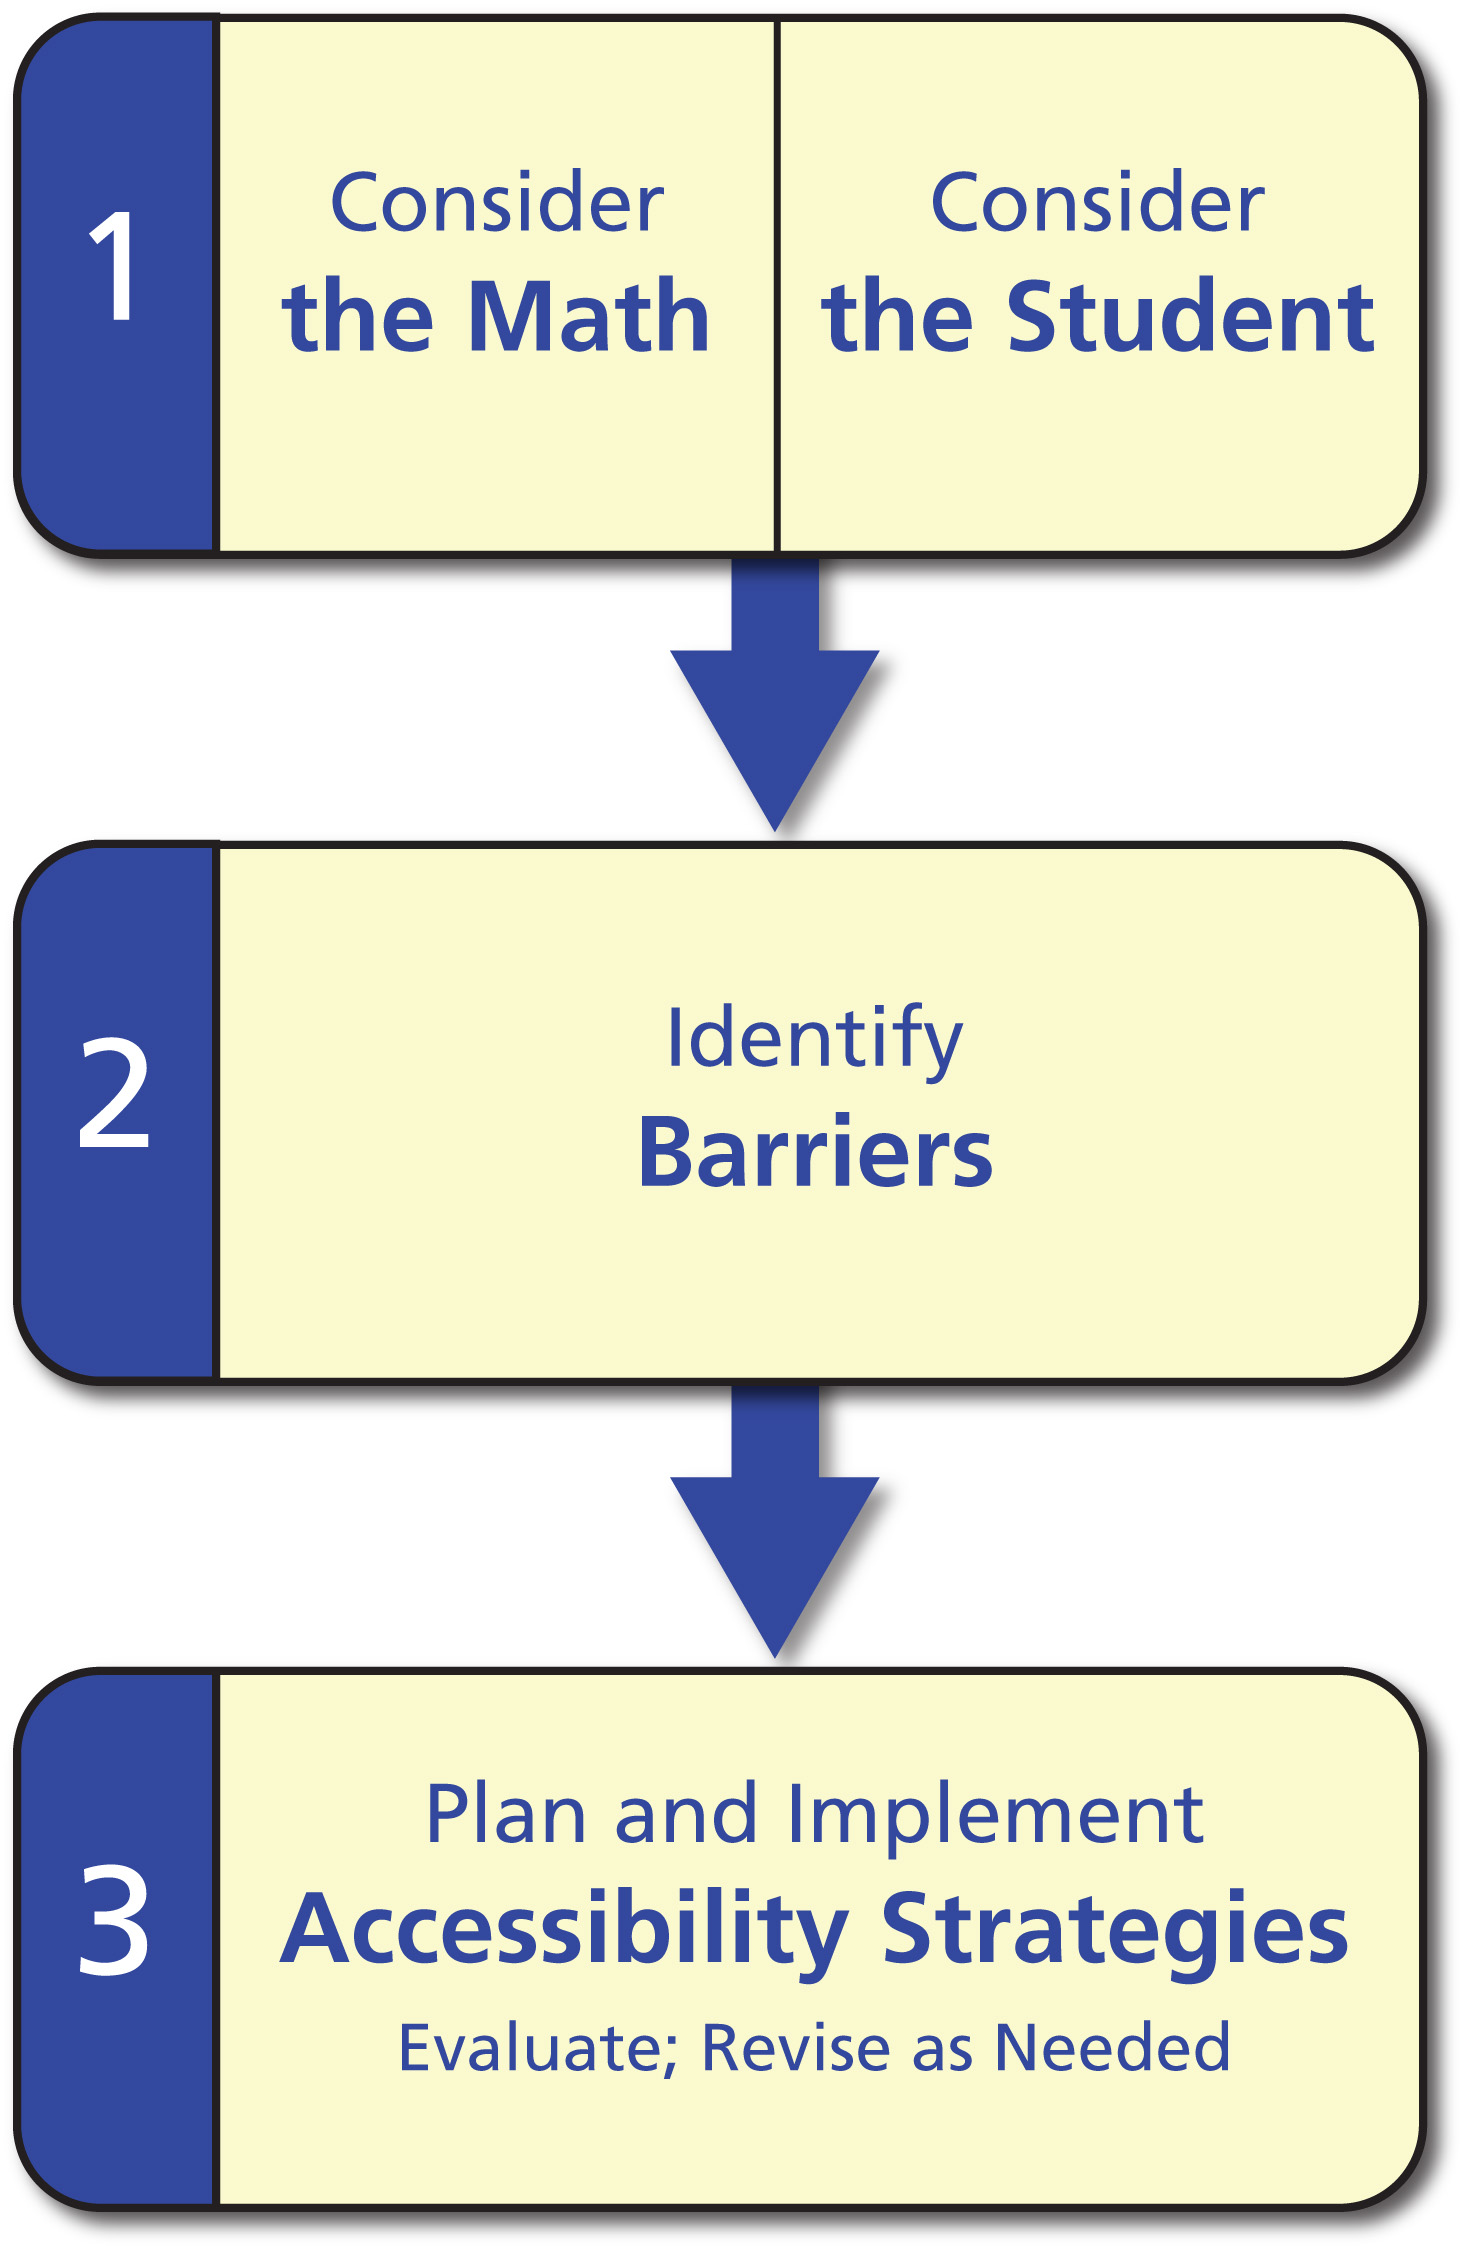 1
Consider
the Math
Consider
the Student
2
Identify
Barriers
3
Plan and Implement
Accessibility Strategies
Evaluate; Revise as Needed